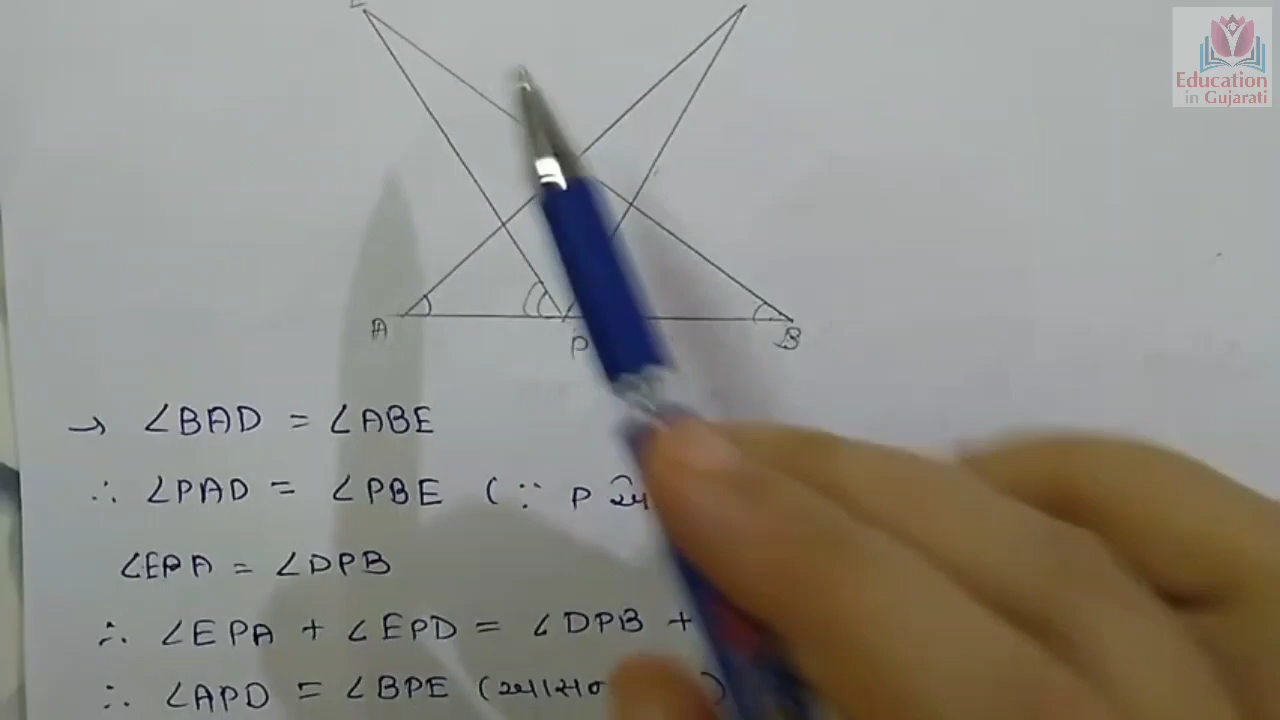 Education
in Gujarati
A
P
B
→ ∠BAD = ∠ABE
∴ ∠PAD = ∠PBE (∵ P
∠EPA = ∠DPB
∴ ∠EPA + ∠EPD = ∠DPB +
∴ ∠APD = ∠BPE (